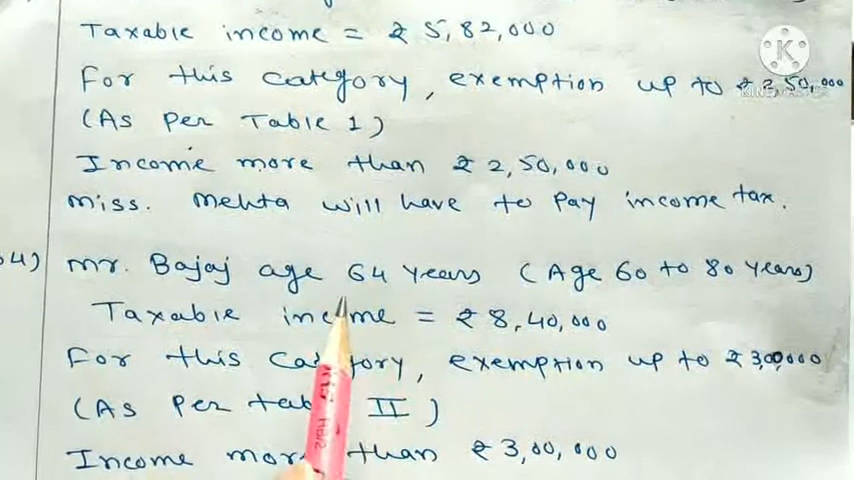 Taxable income = ₹ 5,82,000
For this category, exemption up to ₹ 2,50,000
(As per Table 1)
Income more than ₹ 2,50,000
Miss. Mehta will have to pay income tax.
04) Mr. Bajaj age 64 years (Age 60 to 80 years)
Taxable income = ₹ 8,40,000
For this category, exemption up to ₹ 3,00,000
(As per table II)
Income more than ₹ 3,00,000
K
KINEMASTER